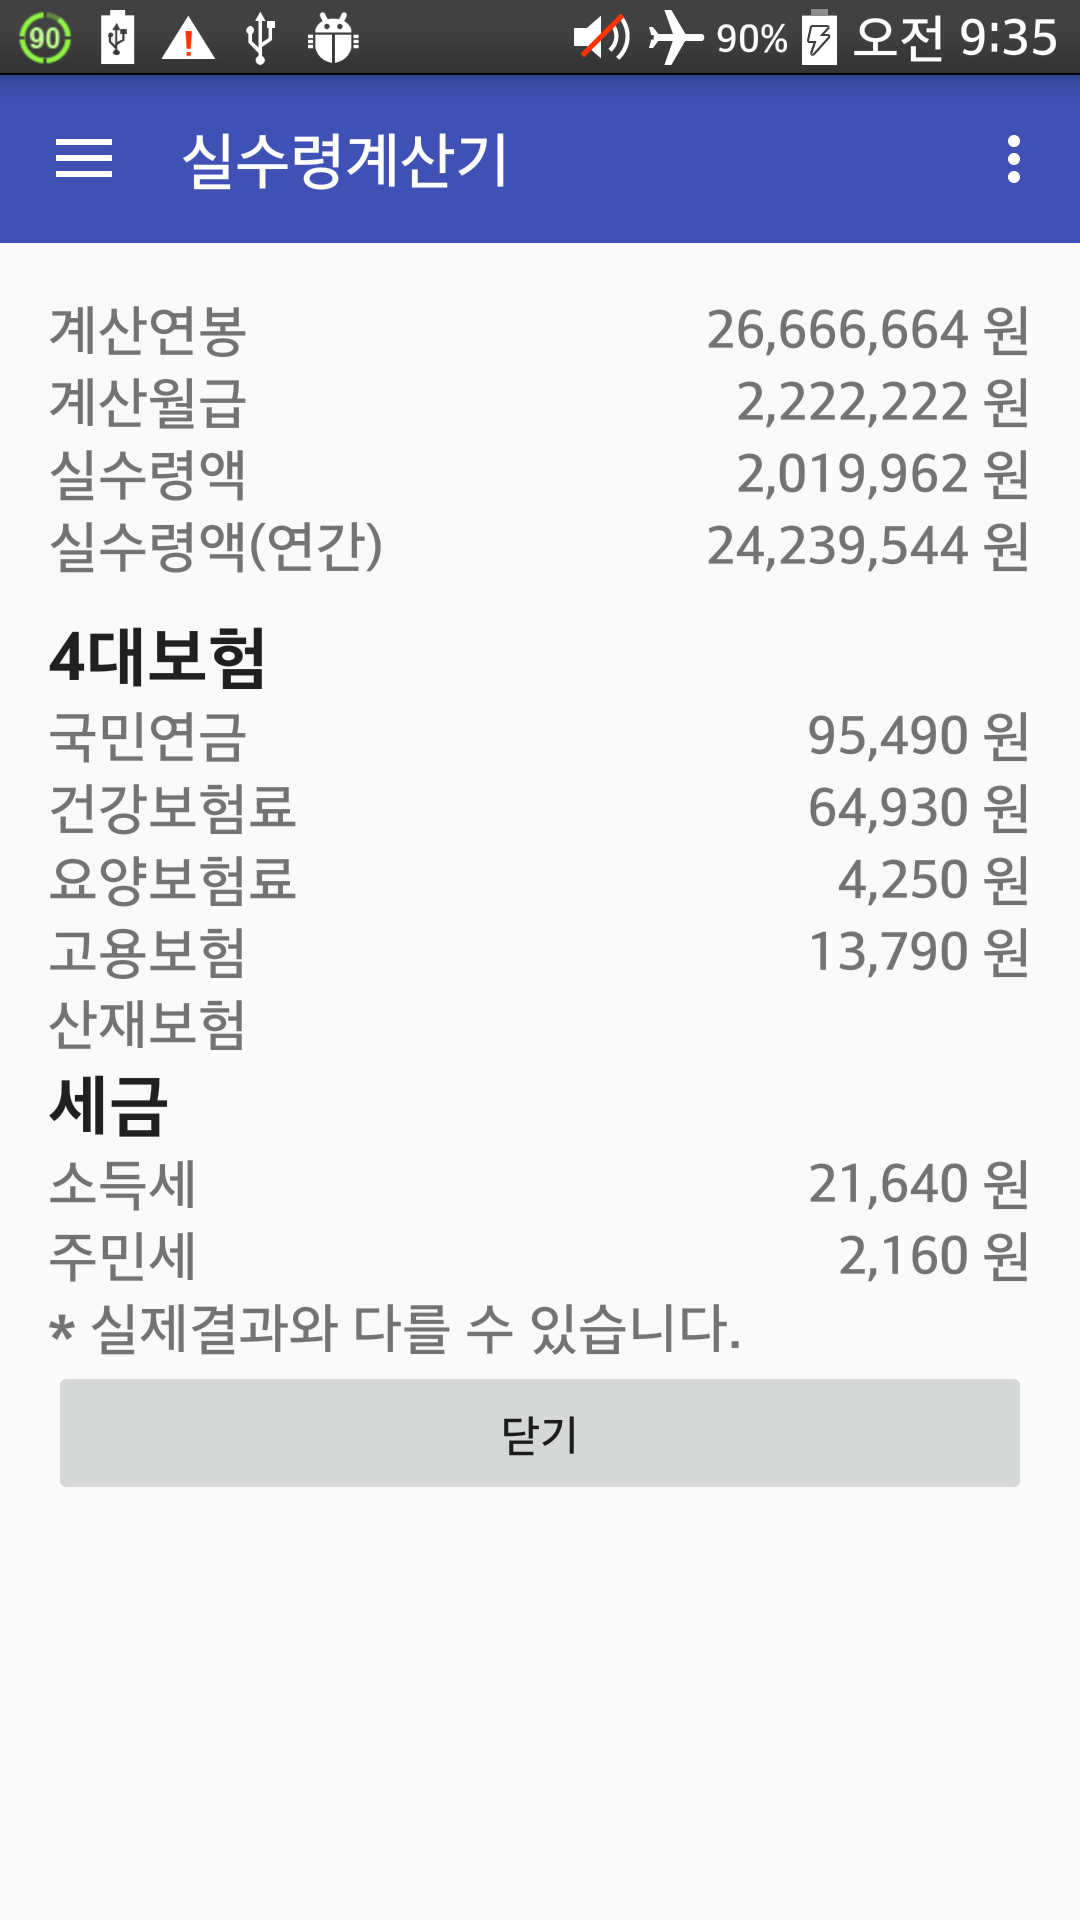 90 90% 오전 9:35
실수령계산기
계산연봉 26,666,664 원
계산월급 2,222,222 원
실수령액 2,019,962 원
실수령액(연간) 24,239,544 원
4대보험
국민연금 95,490 원
건강보험료 64,930 원
요양보험료 4,250 원
고용보험 13,790 원
산재보험
세금
소득세 21,640 원
주민세 2,160 원
* 실제결과와 다를 수 있습니다.
닫기